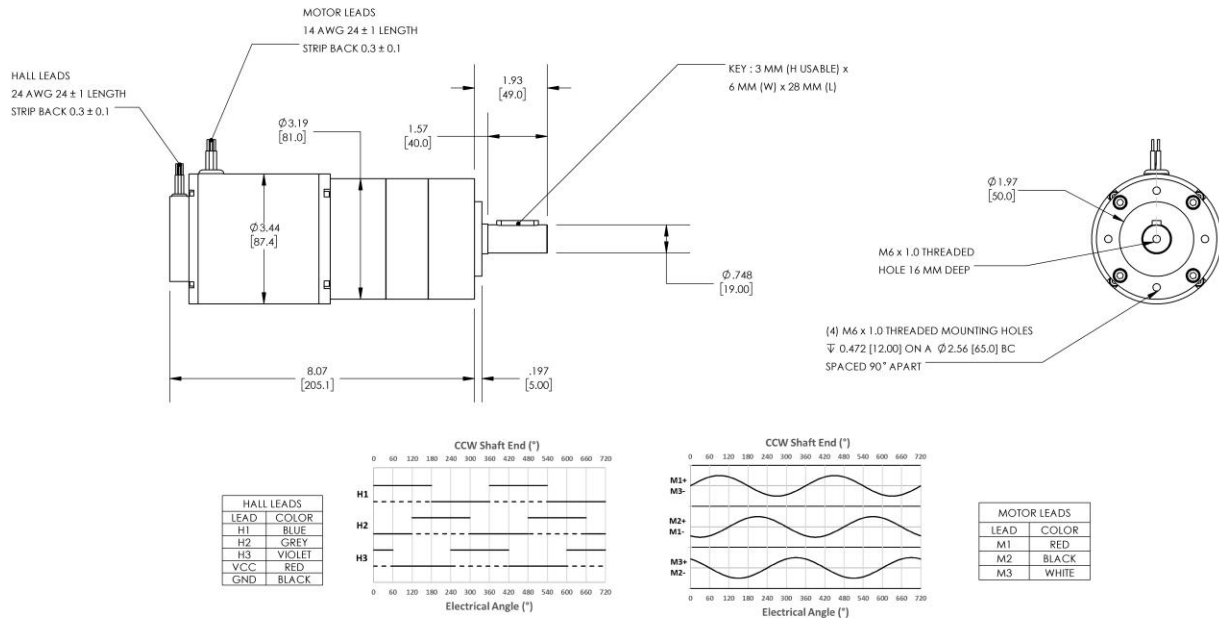 MOTOR LEADS
14 AWG 24 ± 1 LENGTH
STRIP BACK 0.3 ± 0.1
HALL LEADS
24 AWG 24 ± 1 LENGTH
STRIP BACK 0.3 ± 0.1
KEY : 3 MM (H USABLE) x
6 MM (W) x 28 MM (L)
1.93
[49.0]
1.57
[40.0]
Ø3.19
[81.0]
Ø3.44
[87.4]
Ø.748
[19.00]
8.07
[205.1]
.197
[5.00]
Ø1.97
[50.0]
M6 x 1.0 THREADED
HOLE 16 MM DEEP
(4) M6 x 1.0 THREADED MOUNTING HOLES
↧ 0.472 [12.00] ON A Ø2.56 [65.0] BC
SPACED 90° APART
HALL LEADS
LEAD COLOR
H1 BLUE
H2 GREY
H3 VIOLET
VCC RED
GND BLACK
CCW Shaft End (°)
0 60 120 180 240 300 360 420 480 540 600 660 720
H1
H2
H3
0 60 120 180 240 300 360 420 480 540 600 660 720
Electrical Angle (°)
CCW Shaft End (°)
0 60 120 180 240 300 360 420 480 540 600 660 720
M1+
M3-
M2+
M1-
M3+
M2-
0 60 120 180 240 300 360 420 480 540 600 660 720
Electrical Angle (°)
MOTOR LEADS
LEAD COLOR
M1 RED
M2 BLACK
M3 WHITE